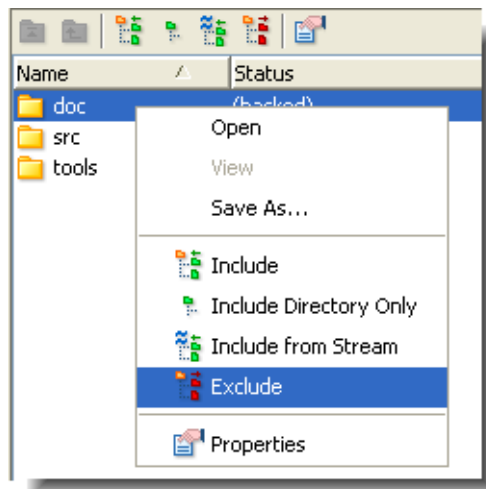 Name Status
doc (backed)
src
tools
Open
View
Save As...
Include
Include Directory Only
Include from Stream
Exclude
Properties